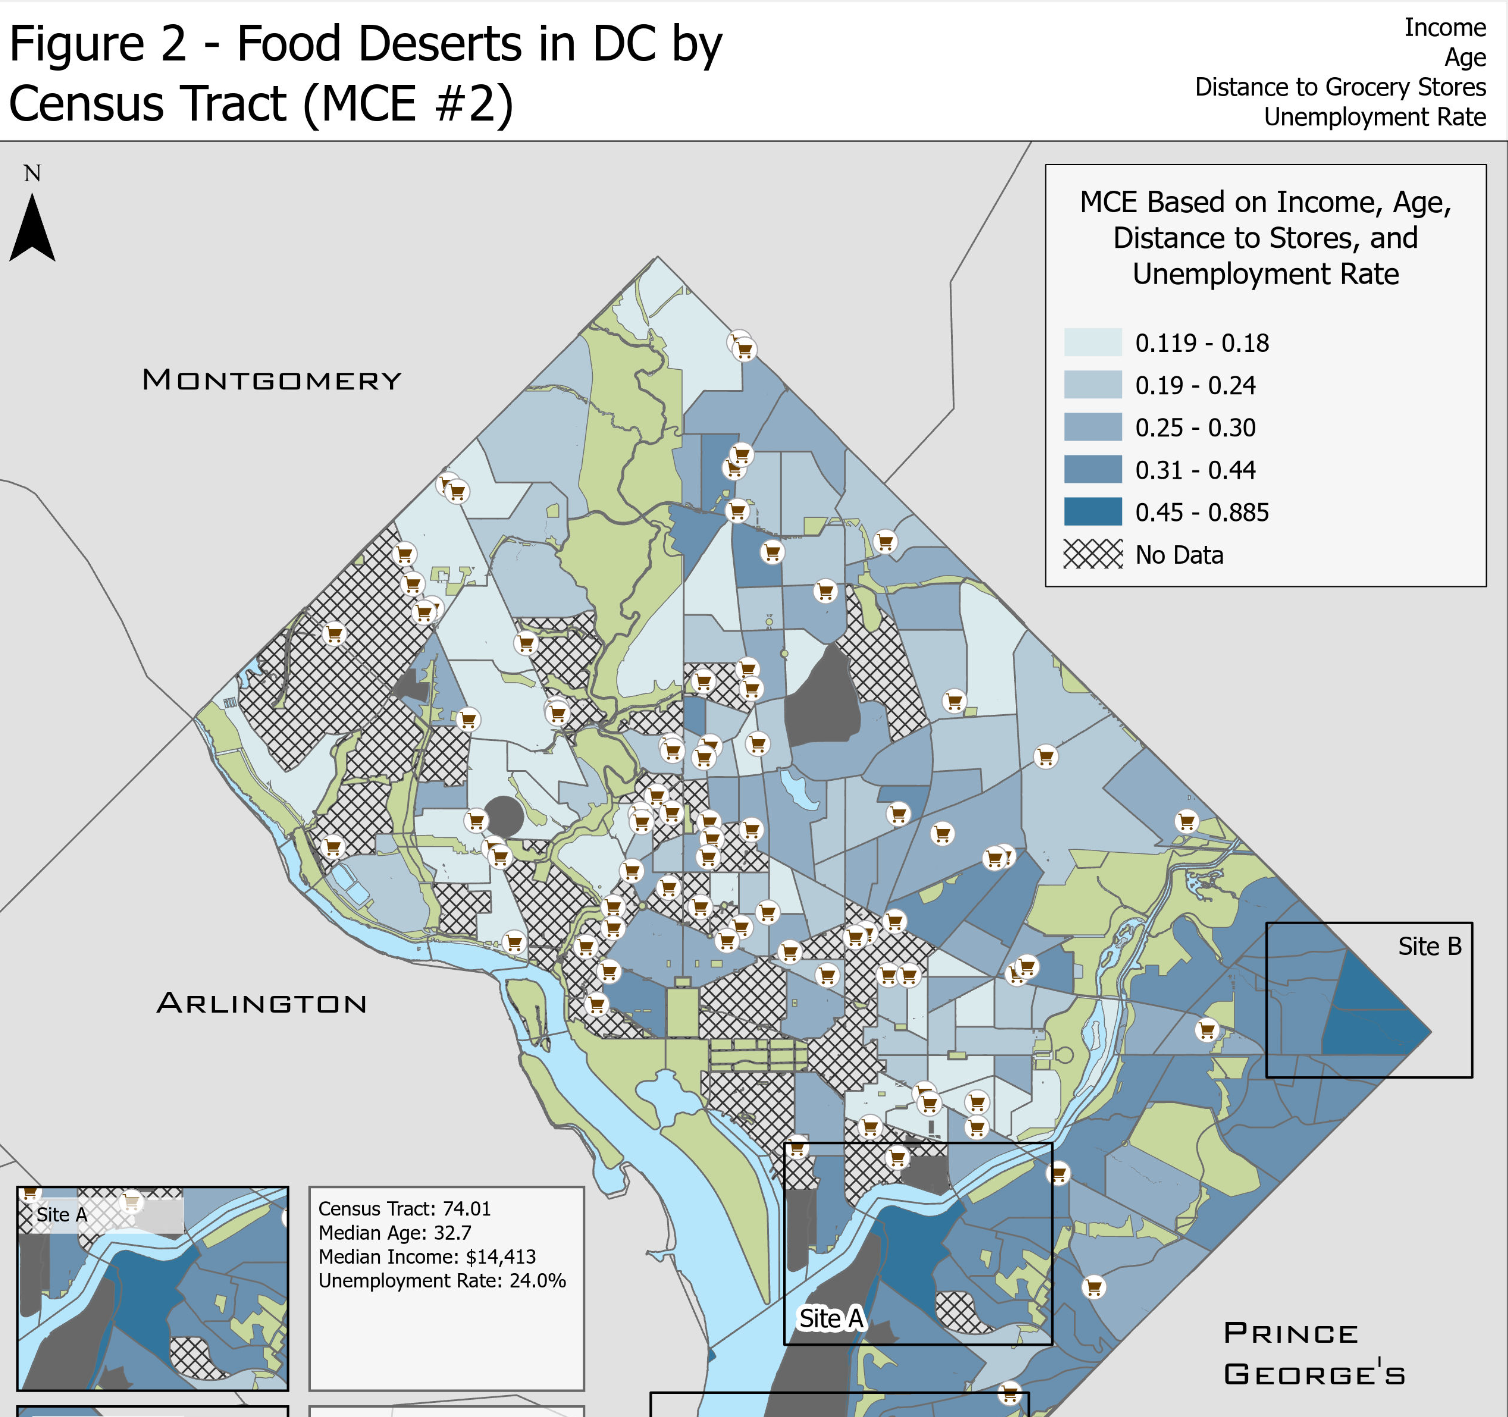 Figure 2 - Food Deserts in DC by
Census Tract (MCE #2)
Income
Age
Distance to Grocery Stores
Unemployment Rate
N
MCE Based on Income, Age,
Distance to Stores, and
Unemployment Rate
0.119 - 0.18
0.19 - 0.24
0.25 - 0.30
0.31 - 0.44
0.45 - 0.885
No Data
MONTGOMERY
Site B
ARLINGTON
Site A
Census Tract: 74.01
Median Age: 32.7
Median Income: $14,413
Unemployment Rate: 24.0%
Site A
PRINCE
GEORGE'S